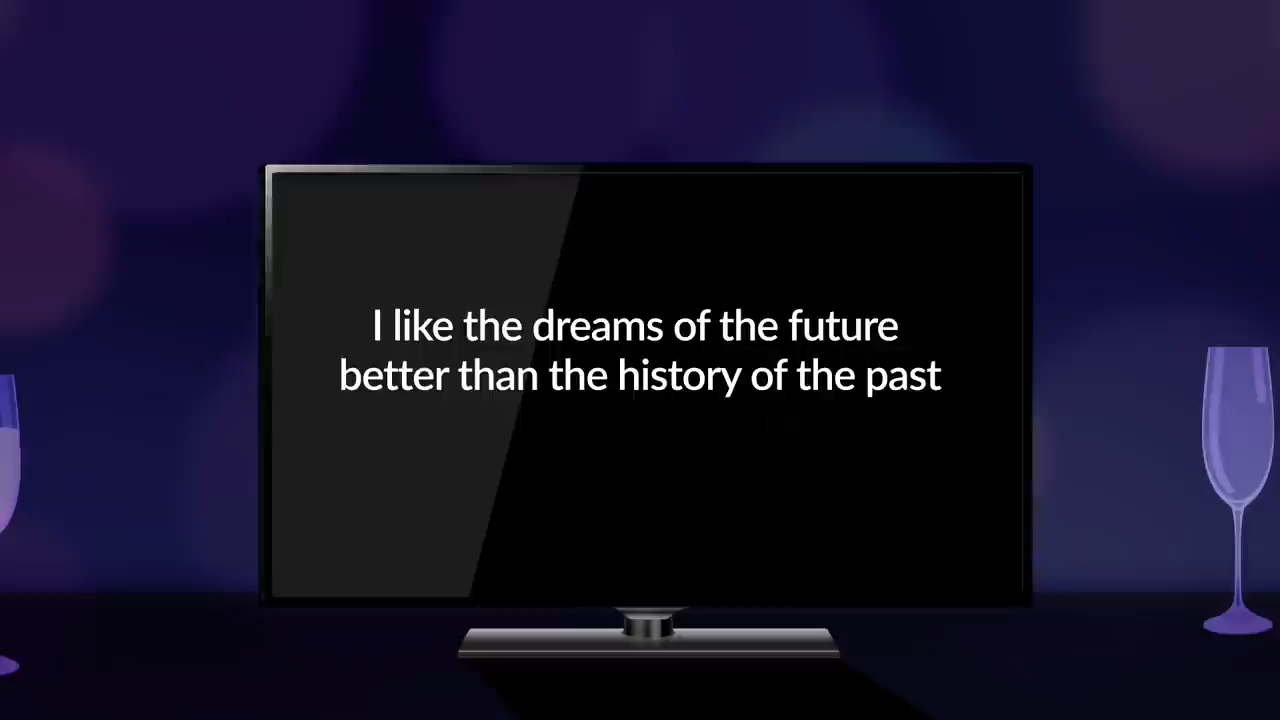 I like the dreams of the future
better than the history of the past